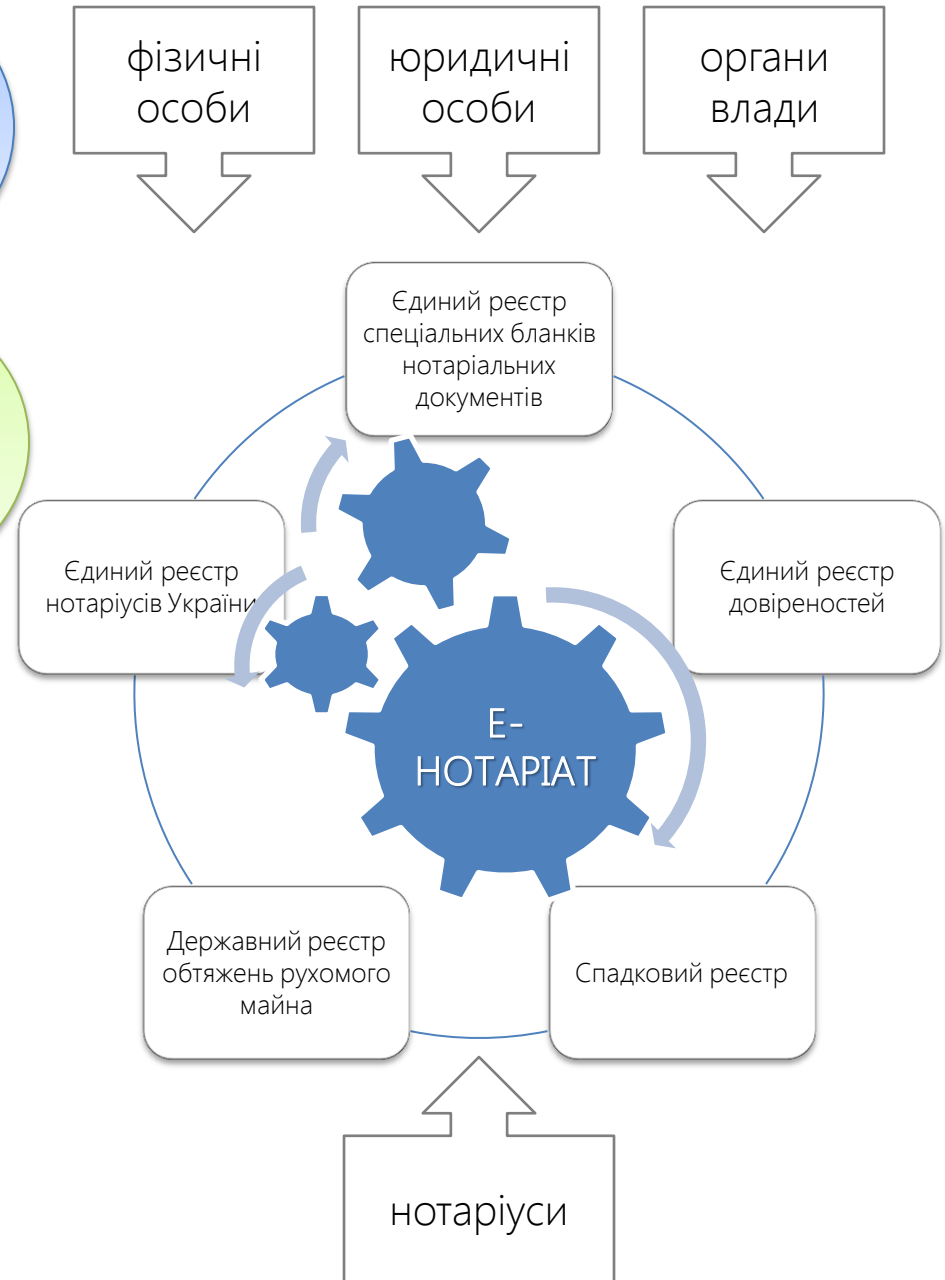 фізичні
особи
юридичні
особи
органи
влади
Єдиний реєстр
спеціальних бланків
нотаріальних
документів
Єдиний реєстр
нотаріусів України
Єдиний реєстр
довіреностей
Е-
НОТАРІАТ
Державний реєстр
обтяжень рухомого
майна
Спадковий реєстр
нотаріуси